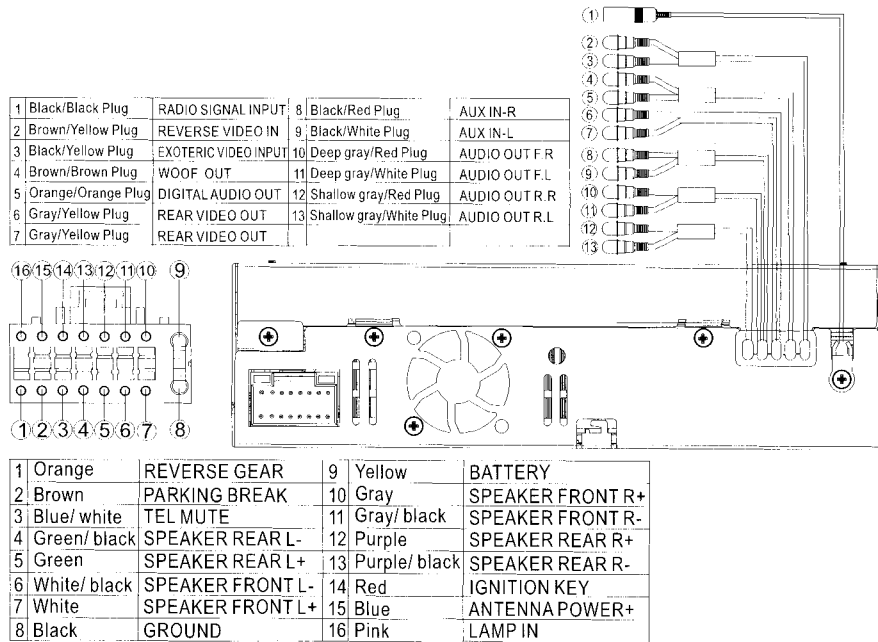 ①
②
③
④
⑤
⑥
⑦
⑧
⑨
⑩
⑪
⑫
⑬
1 Black/Black Plug RADIO SIGNAL INPUT 8 Black/Red Plug AUX IN-R
2 Brown/Yellow Plug REVERSE VIDEO IN 9 Black/White Plug AUX IN-L
3 Black/Yellow Plug EXOTERIC VIDEO INPUT 10 Deep gray/Red Plug AUDIO OUT F.R
4 Brown/Brown Plug WOOF OUT 11 Deep gray/White Plug AUDIO OUT F.L
5 Orange/Orange Plug DIGITAL AUDIO OUT 12 Shallow gray/Red Plug AUDIO OUT R.R
6 Gray/Yellow Plug REAR VIDEO OUT 13 Shallow gray/White Plug AUDIO OUT R.L
7 Gray/Yellow Plug REAR VIDEO OUT
⑯ ⑮ ⑭ ⑬ ⑫ ⑪ ⑩ ⑨
① ② ③ ④ ⑤ ⑥ ⑦ ⑧
1 Orange REVERSE GEAR 9 Yellow BATTERY
2 Brown PARKING BREAK 10 Gray SPEAKER FRONT R+
3 Blue/ white TEL MUTE 11 Gray/ black SPEAKER FRONT R-
4 Green/ black SPEAKER REAR L- 12 Purple SPEAKER REAR R+
5 Green SPEAKER REAR L+ 13 Purple/ black SPEAKER REAR R-
6 White/ black SPEAKER FRONT L- 14 Red IGNITION KEY
7 White SPEAKER FRONT L+ 15 Blue ANTENNA POWER+
8 Black GROUND 16 Pink LAMP IN